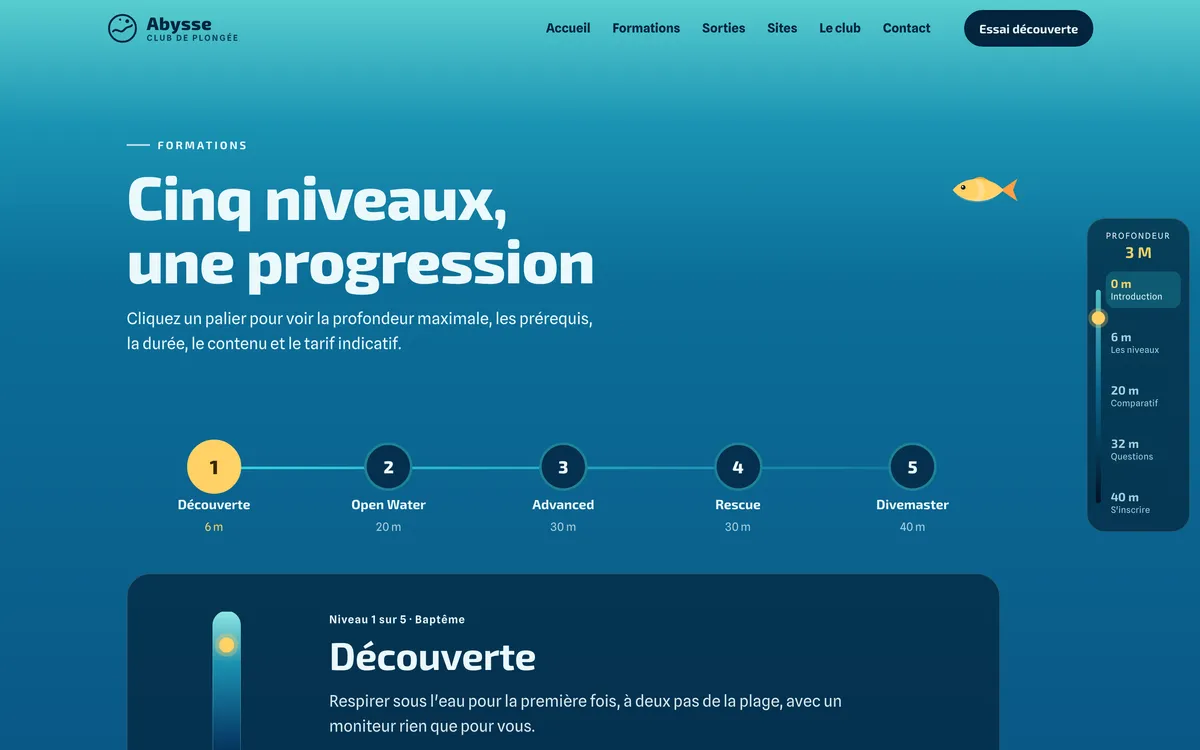 Abysse
CLUB DE PLONGÉE
Accueil
Formations
Sorties
Sites
Le club
Contact
Essai découverte
FORMATIONS
Cinq niveaux,
une progression
Cliquez un palier pour voir la profondeur maximale, les prérequis,
la durée, le contenu et le tarif indicatif.
PROFONDEUR
3 M
0 m
Introduction
6 m
Les niveaux
20 m
Comparatif
32 m
Questions
40 m
S'inscrire
1
Découverte
6 m
2
Open Water
20 m
3
Advanced
30 m
4
Rescue
30 m
5
Divemaster
40 m
Niveau 1 sur 5 · Baptême
Découverte
Respirer sous l'eau pour la première fois, à deux pas de la plage, avec un
moniteur rien que pour vous.